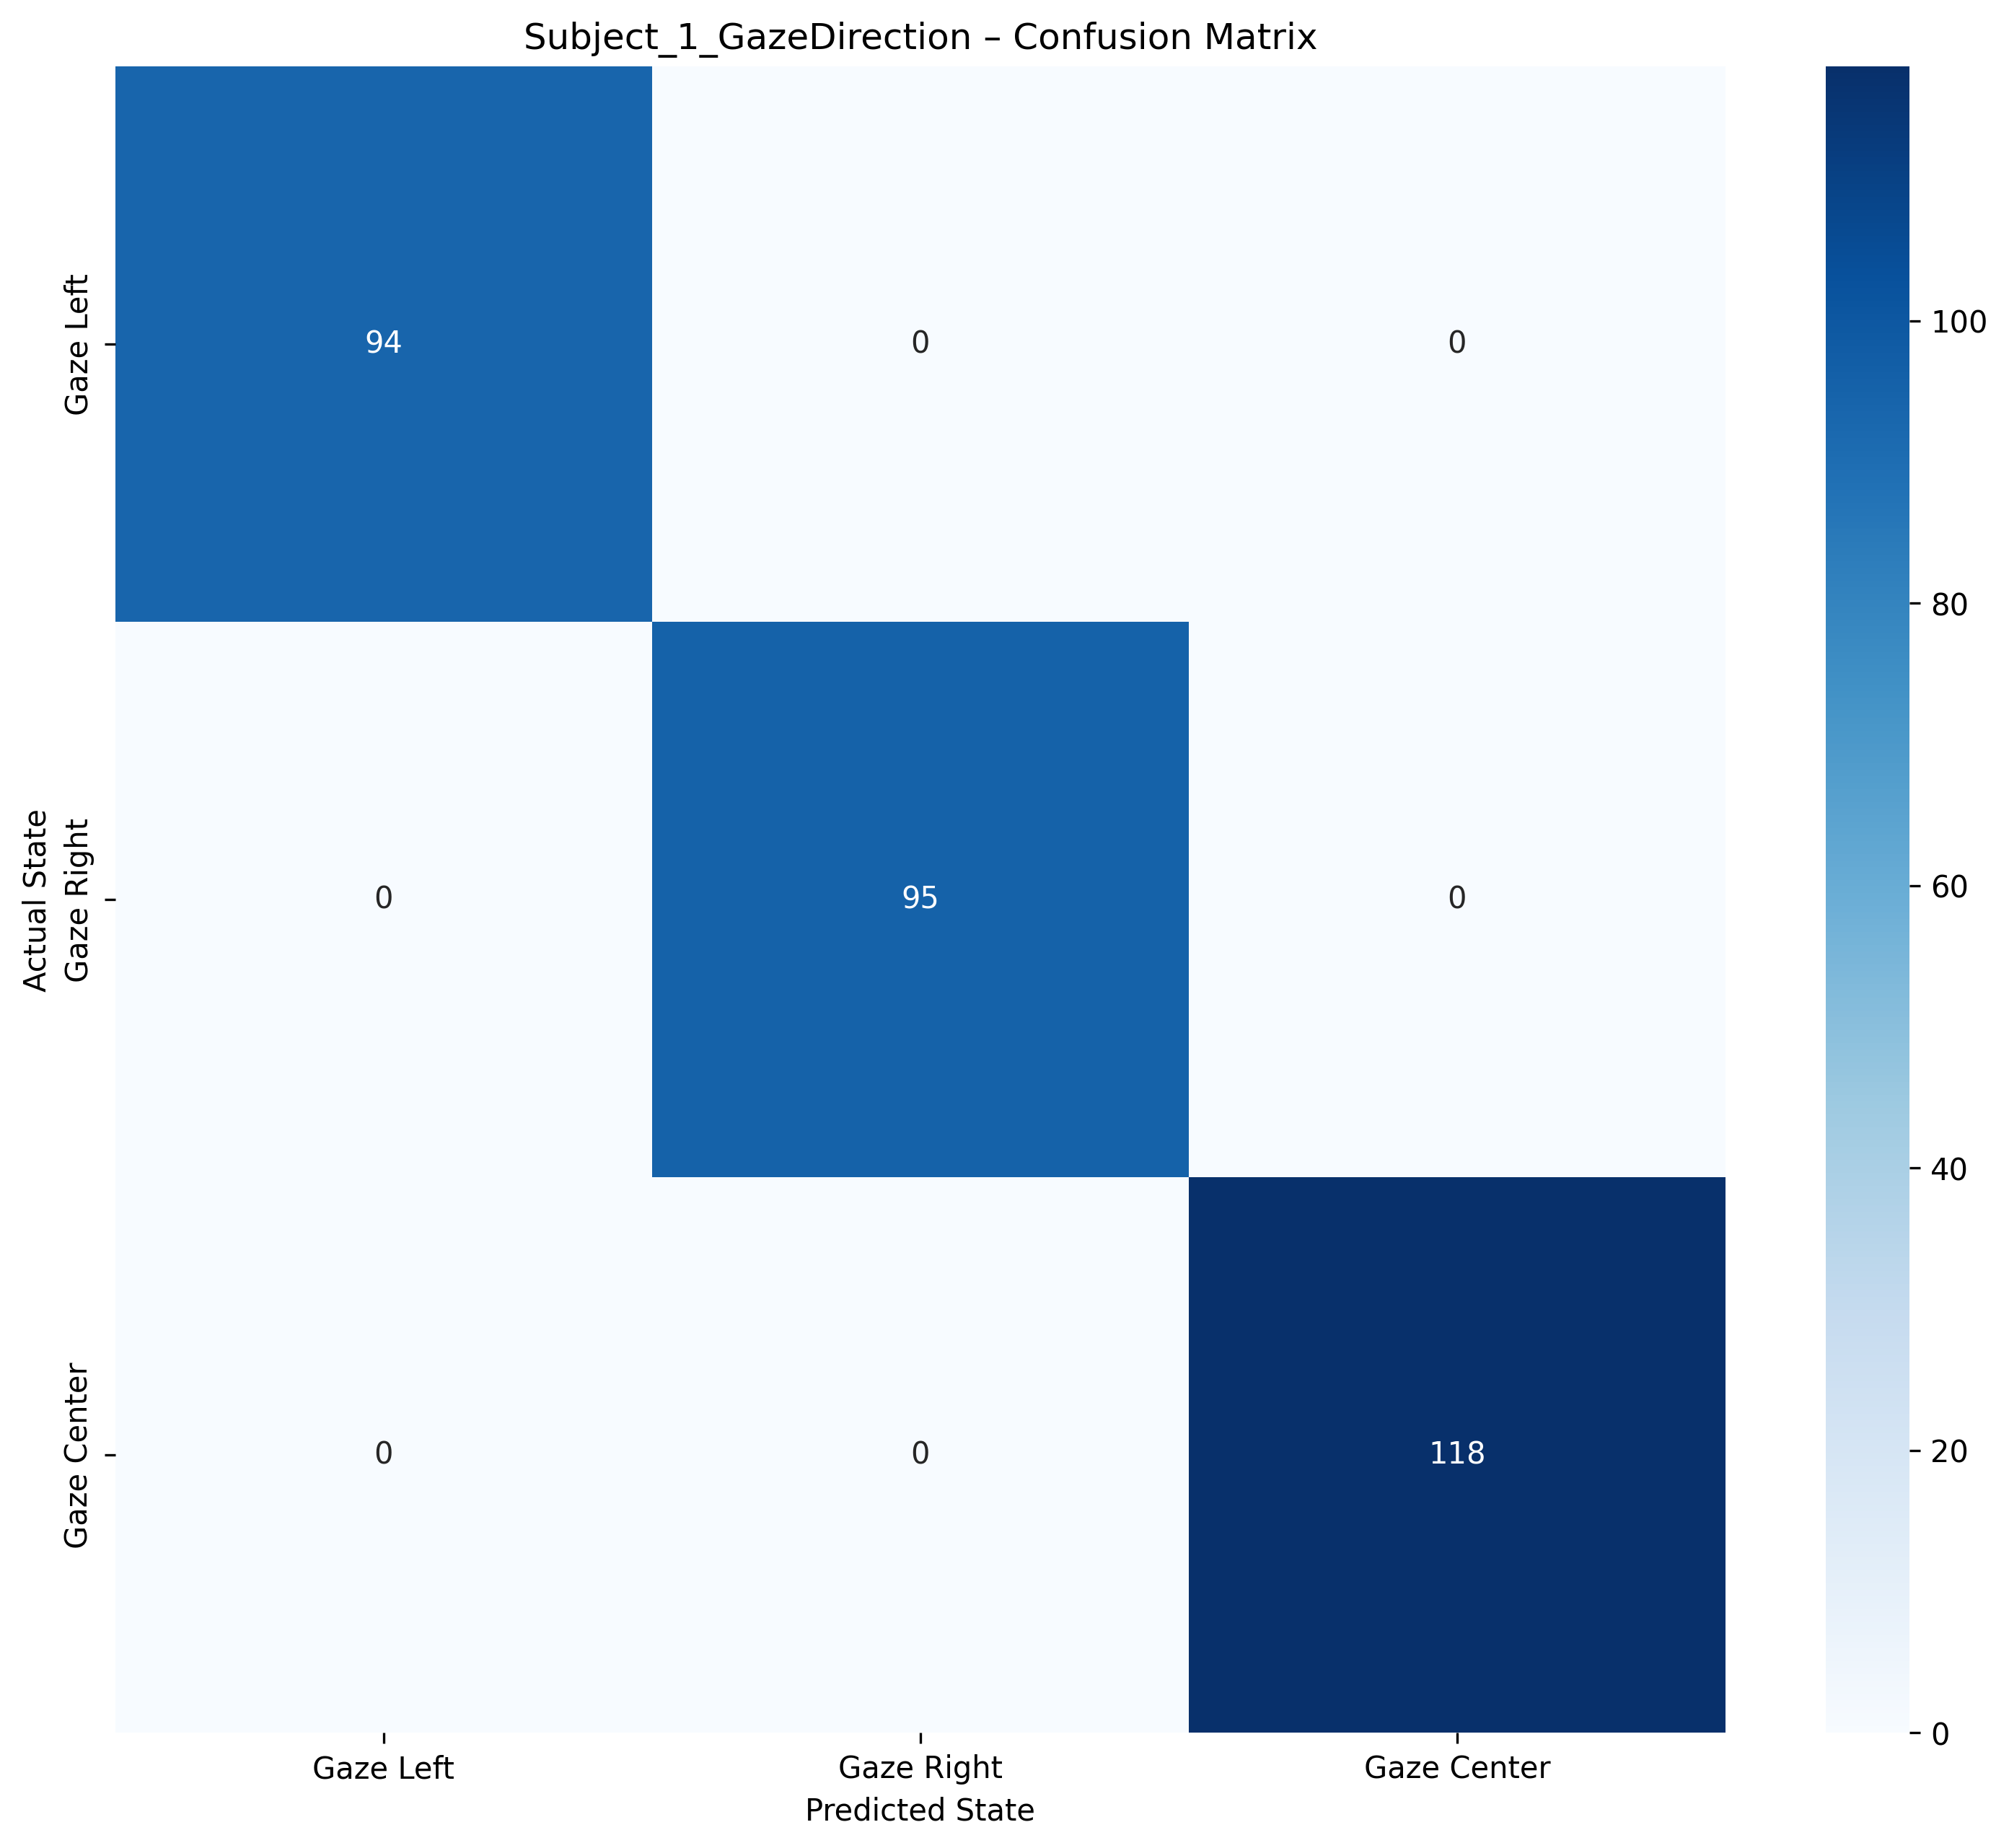 Subject_1_GazeDirection – Confusion Matrix
Actual State
Gaze Left
94
0
0
Gaze Right
0
95
0
Gaze Center
0
0
118
Gaze Left
Gaze Right
Gaze Center
Predicted State
100
80
60
40
20
0